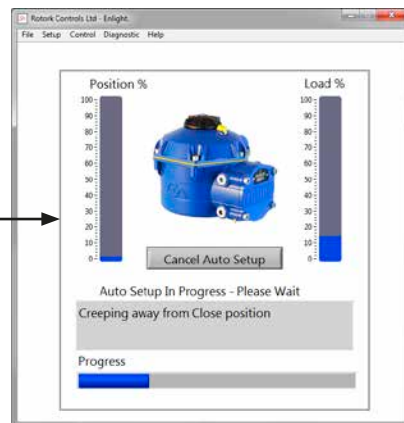 Rotork Controls Ltd - Enlight.
File Setup Control Diagnostic Help
Position % Load %
100 100
90 90
80 80
70 70
60 60
50 50
40 40
30 30
20 20
10 10
0 0
Cancel Auto Setup
Auto Setup In Progress - Please Wait
Creeping away from Close position
Progress